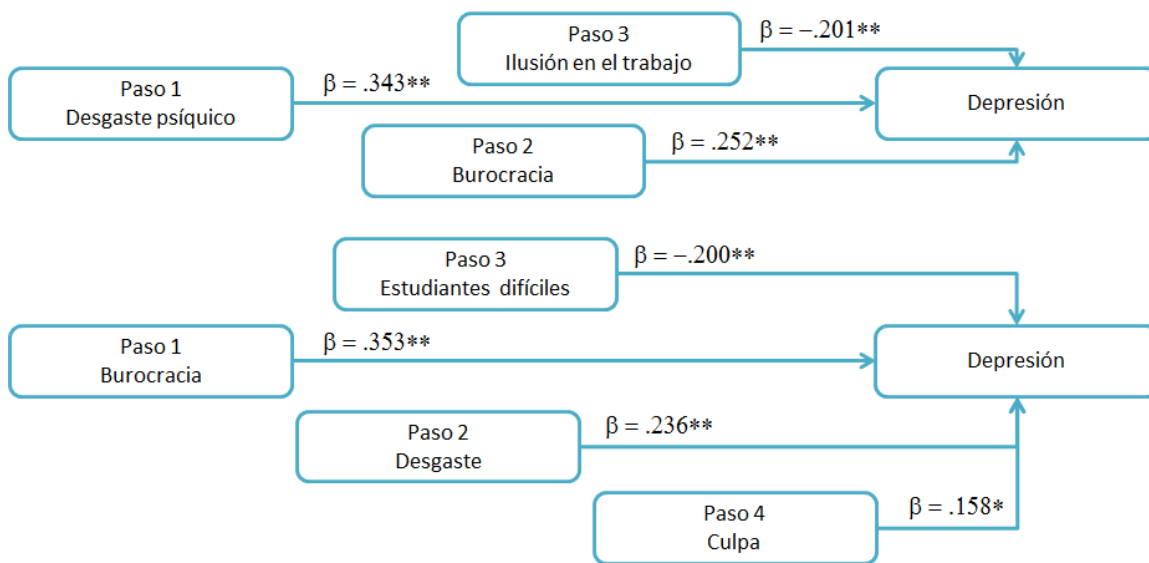 Paso 3
Ilusión en el trabajo
β = –.201**
Paso 1
Desgaste psíquico
β = .343**
Depresión
Paso 2
Burocracia
β = .252**
Paso 3
Estudiantes difíciles
β = –.200**
Paso 1
Burocracia
β = .353**
Depresión
Paso 2
Desgaste
β = .236**
Paso 4
Culpa
β = .158*